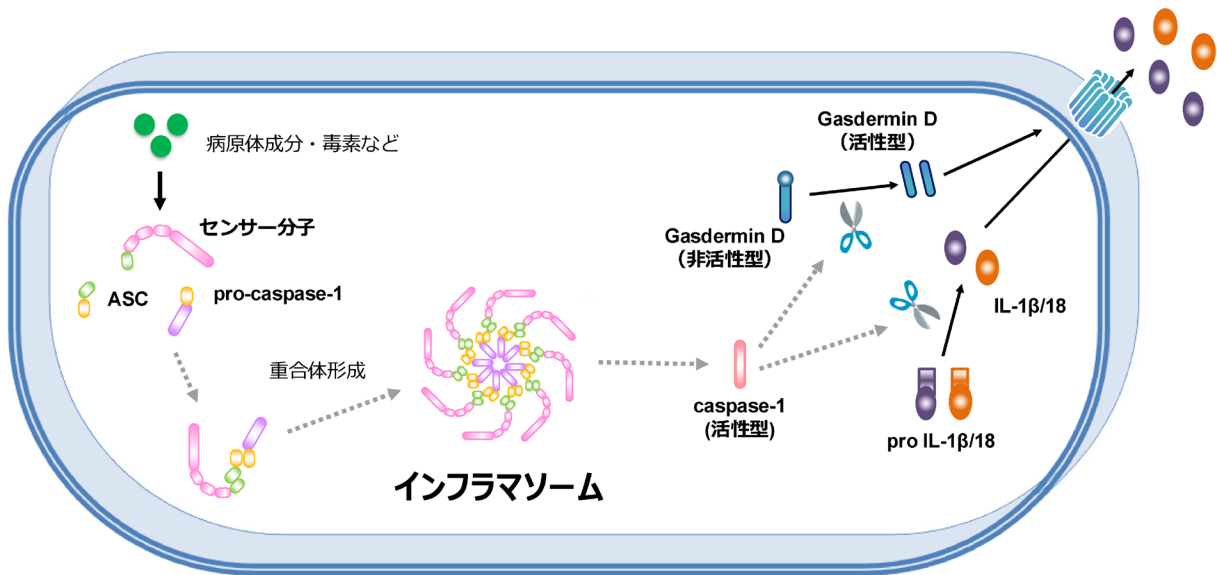 病原体成分・毒素など
センサー分子
ASC
pro-caspase-1
重合体形成
インフラマソーム
caspase-1
(活性型)
Gasdermin D
（非活性型）
Gasdermin D
（活性型）
IL-1β/18
pro IL-1β/18